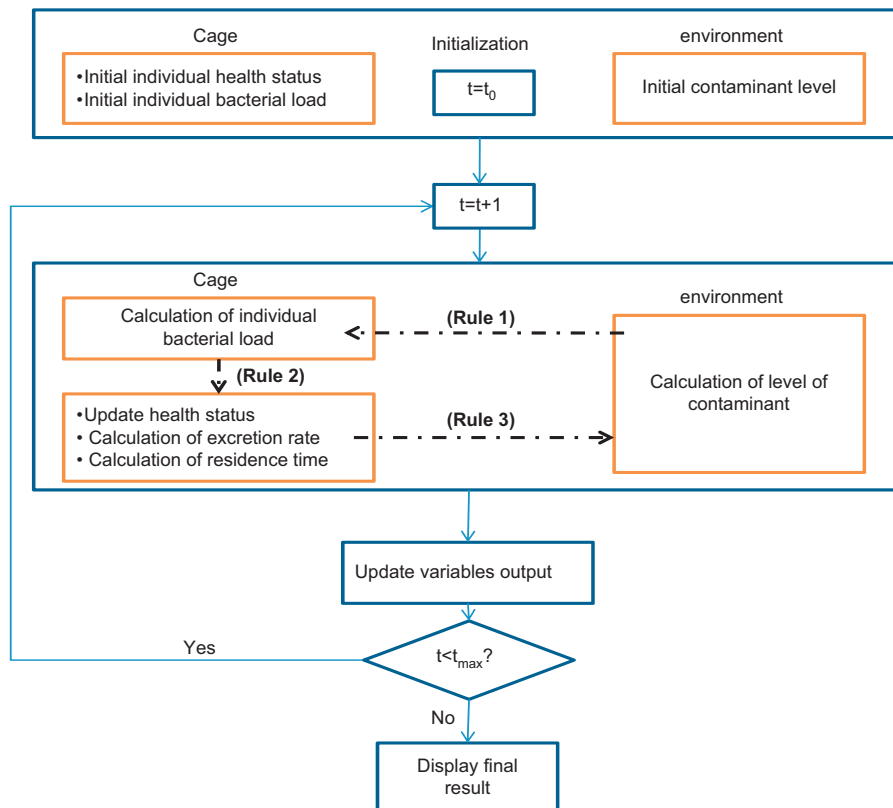 Cage
Initialization
environment
•Initial individual health status
•Initial individual bacterial load
t=t0
Initial contaminant level
t=t+1
Cage
environment
Calculation of individual
bacterial load
(Rule 1)
(Rule 2)
Calculation of level of
contaminant
•Update health status
• Calculation of excretion rate
• Calculation of residence time
(Rule 3)
Update variables output
Yes
t<tmax?
No
Display final
result